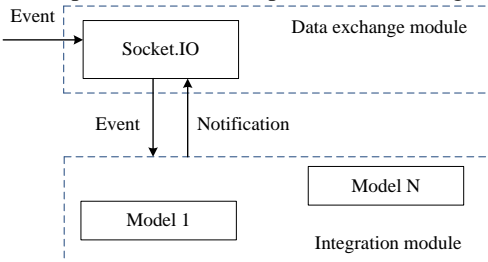 Event
Data exchange module
Socket.IO
Event
Notification
Model N
Model 1
Integration module